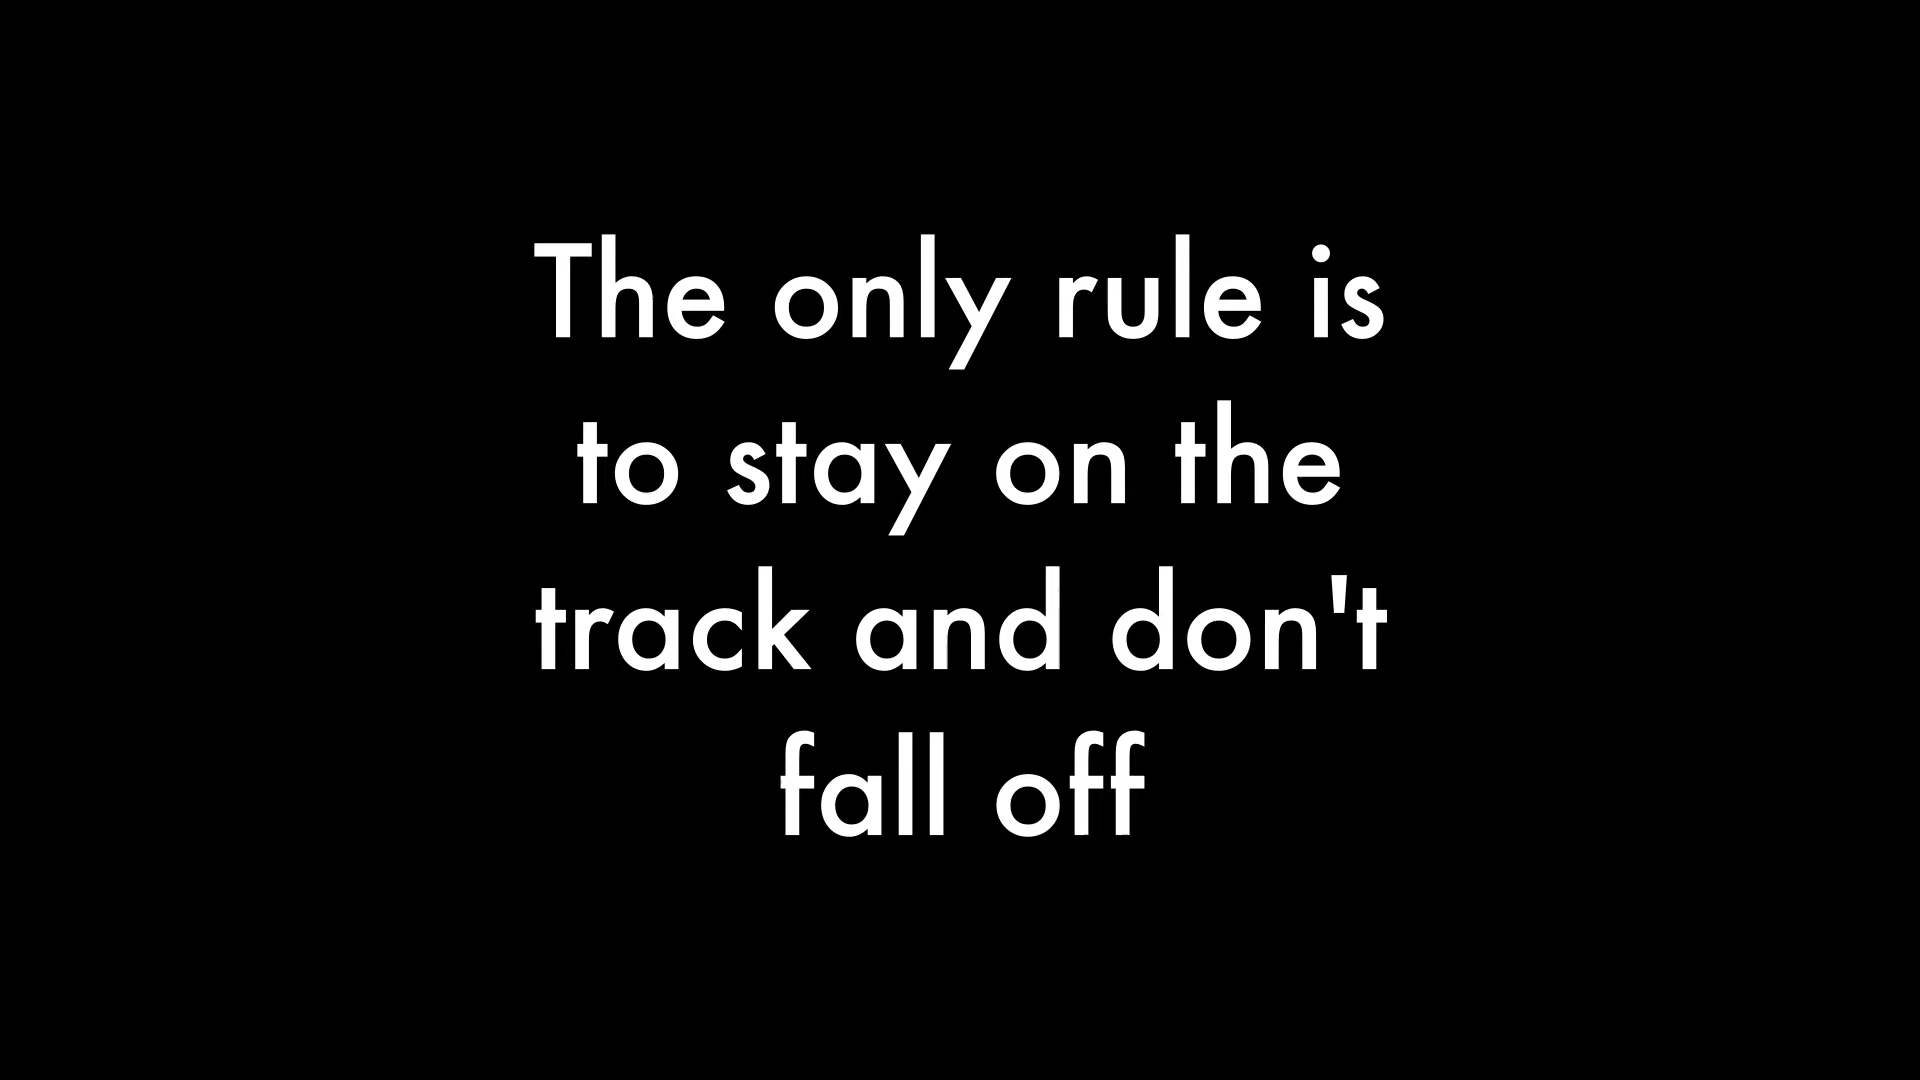 The only rule is
to stay on the
track and don't
fall off